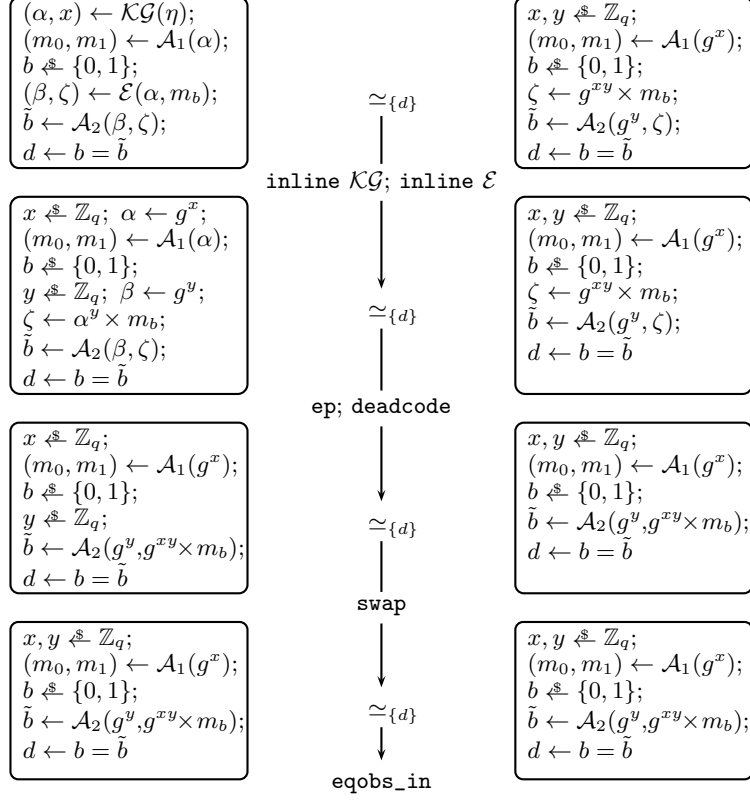 (α, x) ← 𝒦𝒢(η);
(m₀, m₁) ← 𝒜₁(α);
b ↞$ {0, 1};
(β, ζ) ← ℰ(α, m_b);
b̃ ← 𝒜₂(β, ζ);
d ← b = b̃
≃_{d}
x, y ↞$ ℤ_q;
(m₀, m₁) ← 𝒜₁(g^x);
b ↞$ {0, 1};
ζ ← g^{xy} × m_b;
b̃ ← 𝒜₂(g^y, ζ);
d ← b = b̃
inline 𝒦𝒢; inline ℰ
x ↞$ ℤ_q; α ← g^x;
(m₀, m₁) ← 𝒜₁(α);
b ↞$ {0, 1};
y ↞$ ℤ_q; β ← g^y;
ζ ← α^y × m_b;
b̃ ← 𝒜₂(β, ζ);
d ← b = b̃
≃_{d}
x, y ↞$ ℤ_q;
(m₀, m₁) ← 𝒜₁(g^x);
b ↞$ {0, 1};
ζ ← g^{xy} × m_b;
b̃ ← 𝒜₂(g^y, ζ);
d ← b = b̃
ep; deadcode
x ↞$ ℤ_q;
(m₀, m₁) ← 𝒜₁(g^x);
b ↞$ {0, 1};
y ↞$ ℤ_q;
b̃ ← 𝒜₂(g^y,g^{xy}×m_b);
d ← b = b̃
≃_{d}
x, y ↞$ ℤ_q;
(m₀, m₁) ← 𝒜₁(g^x);
b ↞$ {0, 1};
b̃ ← 𝒜₂(g^y,g^{xy}×m_b);
d ← b = b̃
swap
x, y ↞$ ℤ_q;
(m₀, m₁) ← 𝒜₁(g^x);
b ↞$ {0, 1};
b̃ ← 𝒜₂(g^y,g^{xy}×m_b);
d ← b = b̃
≃_{d}
x, y ↞$ ℤ_q;
(m₀, m₁) ← 𝒜₁(g^x);
b ↞$ {0, 1};
b̃ ← 𝒜₂(g^y,g^{xy}×m_b);
d ← b = b̃
eqobs_in